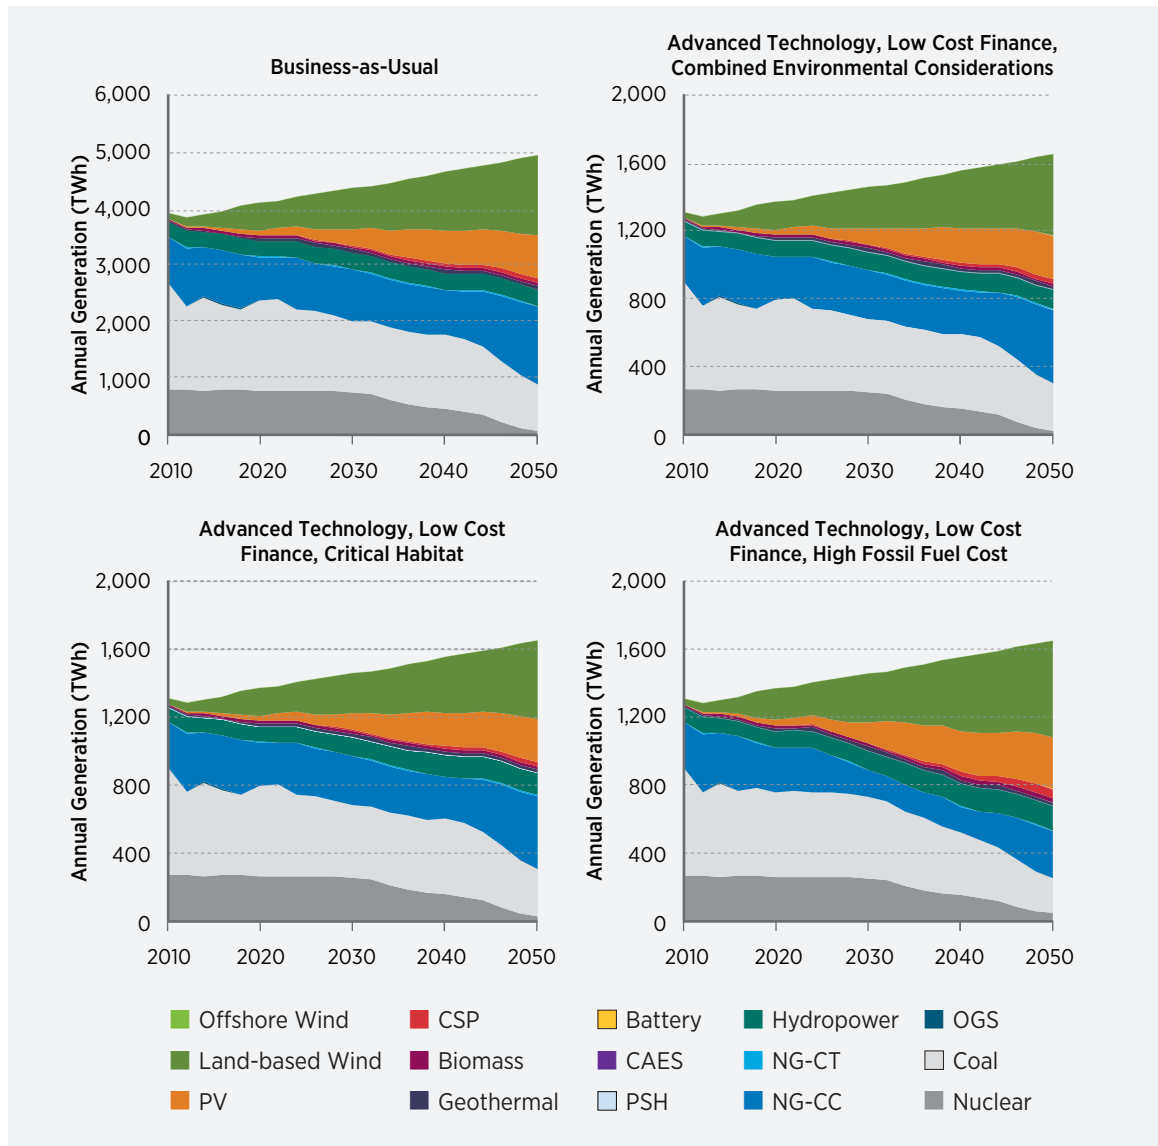 Business-as-Usual
6,000
5,000
4,000
3,000
2,000
1,000
0
Annual Generation (TWh)
2010 2020 2030 2040 2050
Advanced Technology, Low Cost Finance,
Combined Environmental Considerations
2,000
1,600
1,200
800
400
0
Annual Generation (TWh)
2010 2020 2030 2040 2050
Advanced Technology, Low Cost
Finance, Critical Habitat
2,000
1,600
1,200
800
400
0
Annual Generation (TWh)
2010 2020 2030 2040 2050
Advanced Technology, Low Cost
Finance, High Fossil Fuel Cost
2,000
1,600
1,200
800
400
0
Annual Generation (TWh)
2010 2020 2030 2040 2050
Offshore Wind CSP Battery Hydropower OGS
Land-based Wind Biomass CAES NG-CT Coal
PV Geothermal PSH NG-CC Nuclear